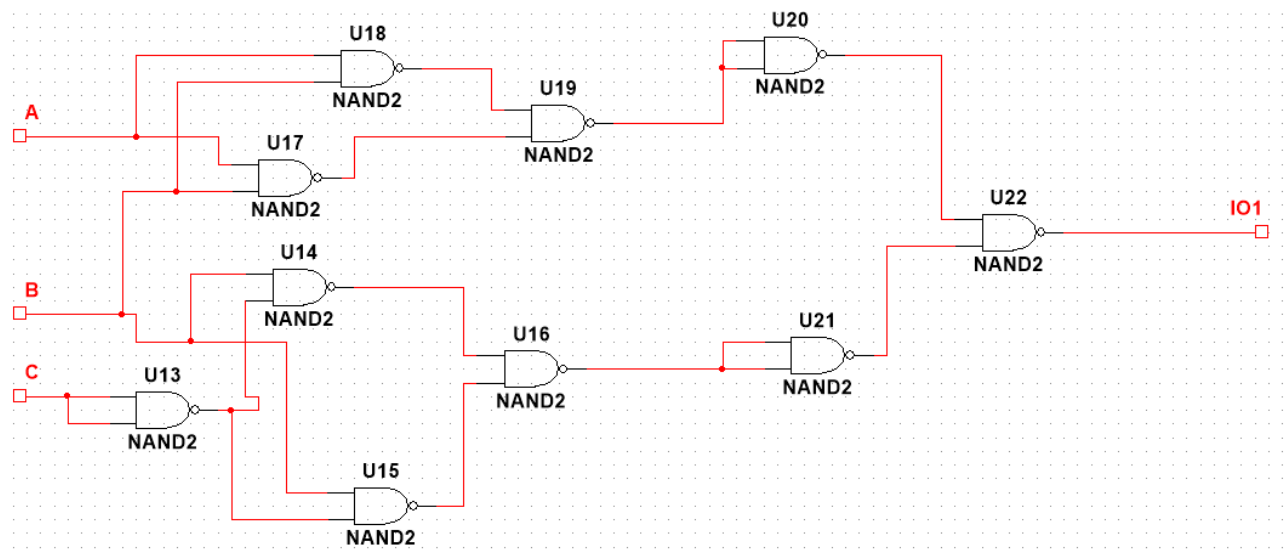 U20
U18
NAND2
U19
NAND2
A
U17
NAND2
NAND2
U22
IO1
U14
NAND2
B
NAND2
U16
U21
C
U13
NAND2
NAND2
NAND2
U15
NAND2